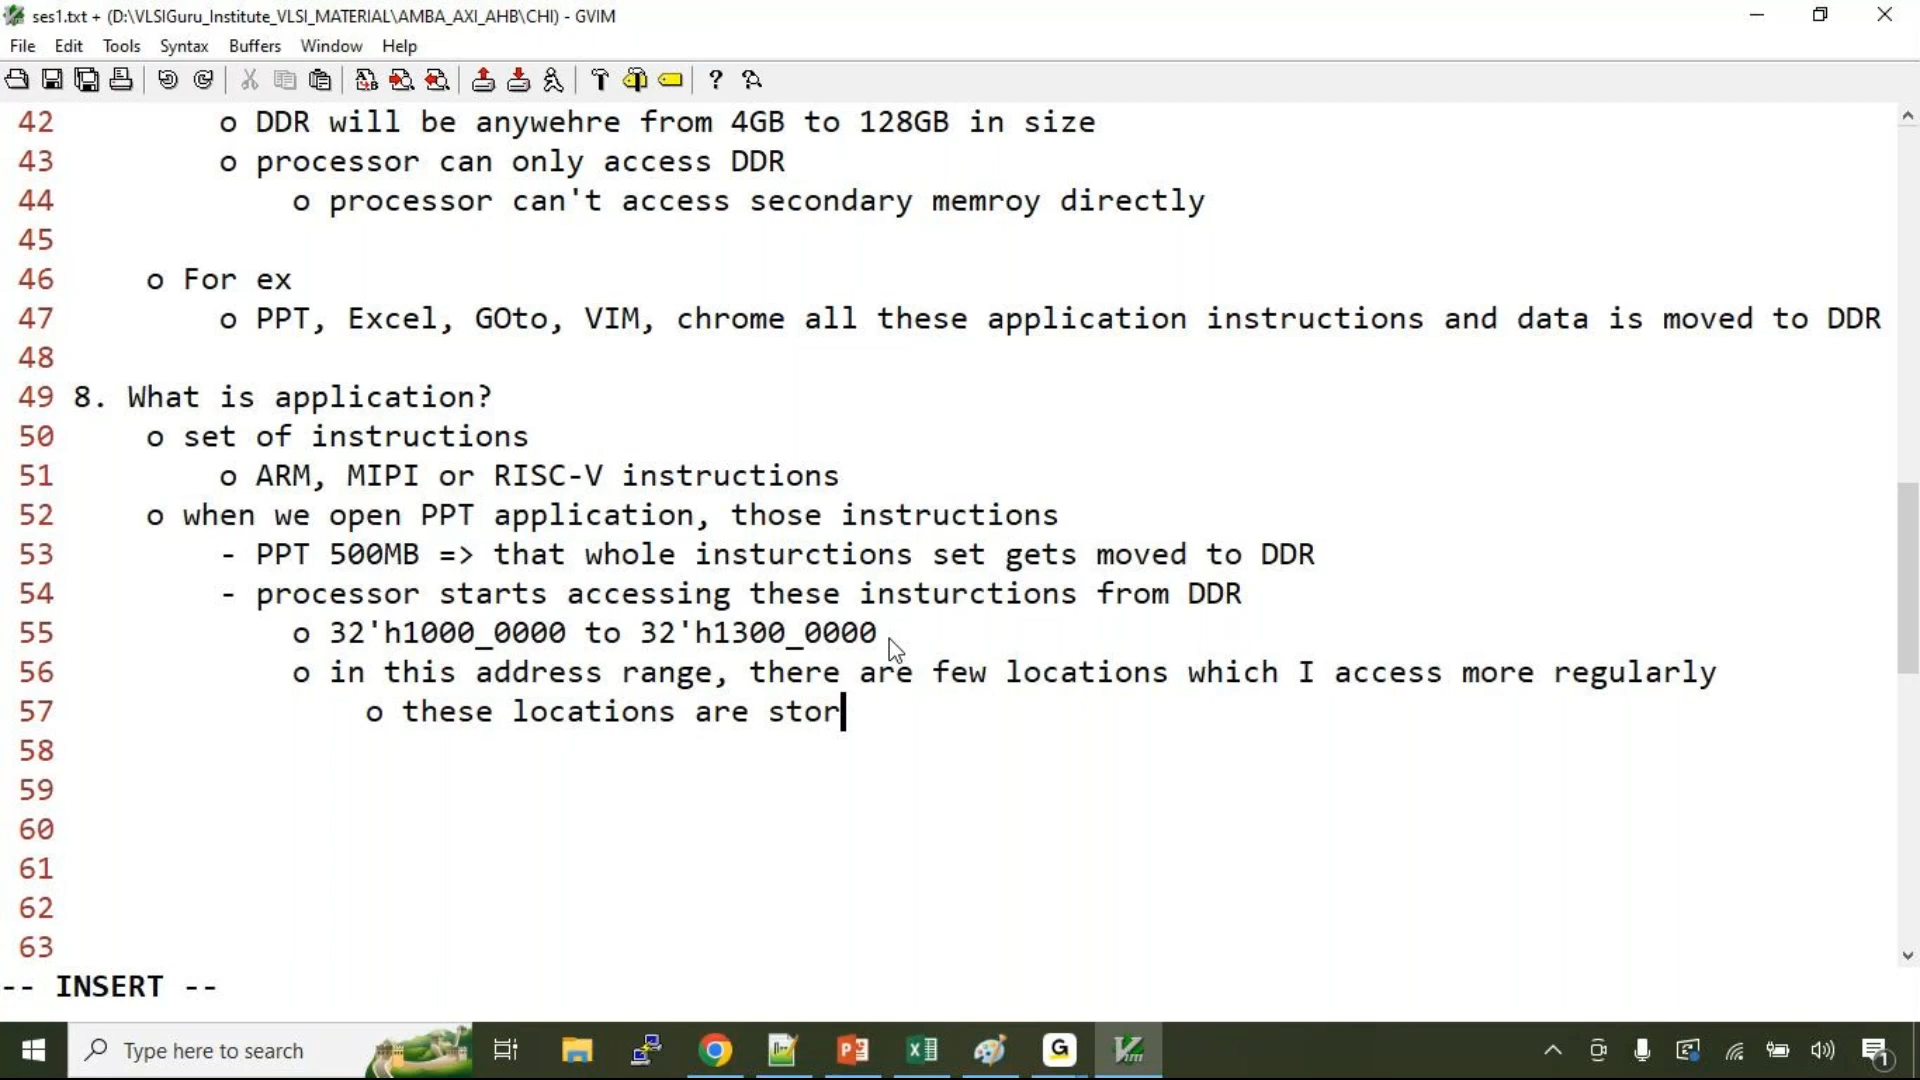 ses1.txt + (D:\VLSIGuru_Institute_VLSI_MATERIAL\AMBA_AXI_AHB\CHI) - GVIM
File Edit Tools Syntax Buffers Window Help
42 o DDR will be anywehre from 4GB to 128GB in size
43 o processor can only access DDR
44 o processor can't access secondary memroy directly
45
46 o For ex
47 o PPT, Excel, GOto, VIM, chrome all these application instructions and data is moved to DDR
48
49 8. What is application?
50 o set of instructions
51 o ARM, MIPI or RISC-V instructions
52 o when we open PPT application, those instructions
53 - PPT 500MB => that whole insturctions set gets moved to DDR
54 - processor starts accessing these insturctions from DDR
55 o 32'h1000_0000 to 32'h1300_0000
56 o in this address range, there are few locations which I access more regularly
57 o these locations are stor
58
59
60
61
62
63
-- INSERT --
Type here to search